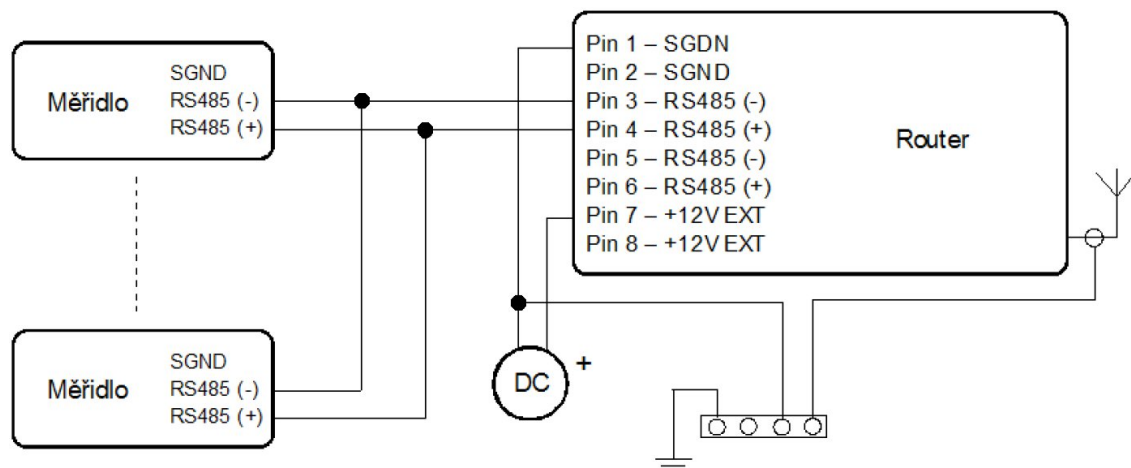 Měřidlo
SGND
RS485 (-)
RS485 (+)
Pin 1 – SGDN
Pin 2 – SGND
Pin 3 – RS485 (-)
Pin 4 – RS485 (+)
Pin 5 – RS485 (-)
Pin 6 – RS485 (+)
Pin 7 – +12V EXT
Pin 8 – +12V EXT
Router
Měřidlo
SGND
RS485 (-)
RS485 (+)
DC
+